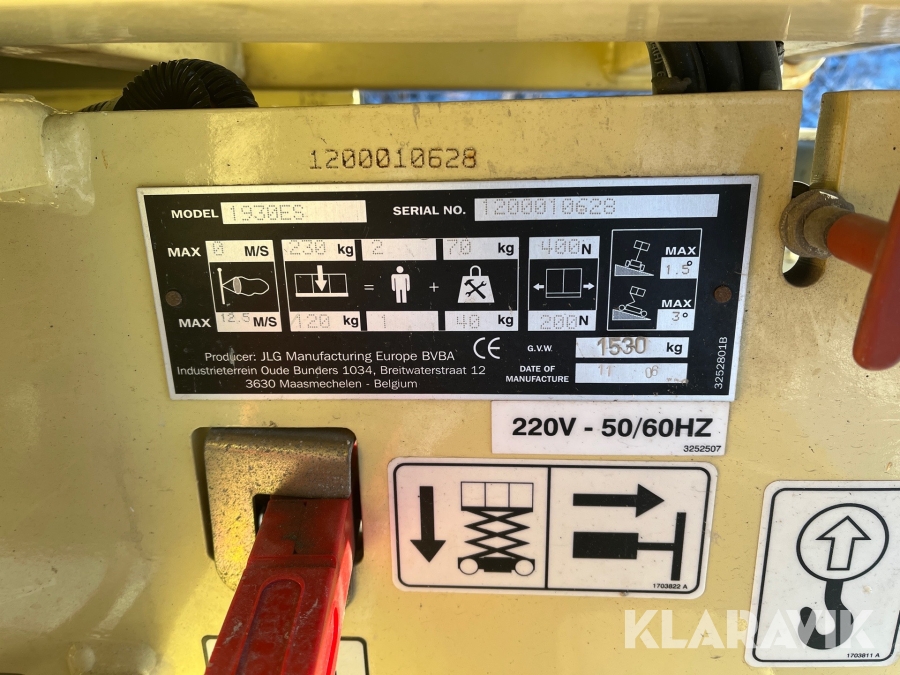 1200010628
MODEL 1930ES SERIAL NO. 1200010628
MAX 0 M/S 230 kg 2 70 kg 400N MAX 1.5°
= +
MAX 12.5 M/S 120 kg 1 40 kg 200N MAX 3°
Producer: JLG Manufacturing Europe BVBA CE G.V.W. 1530 kg
Industrieterrein Oude Bunders 1034, Breitwaterstraat 12
3630 Maasmechelen - Belgium
DATE OF MANUFACTURE 11 06
3252801B
220V - 50/60HZ
3252507
1703822 A
1703811 A
KLARAVIK